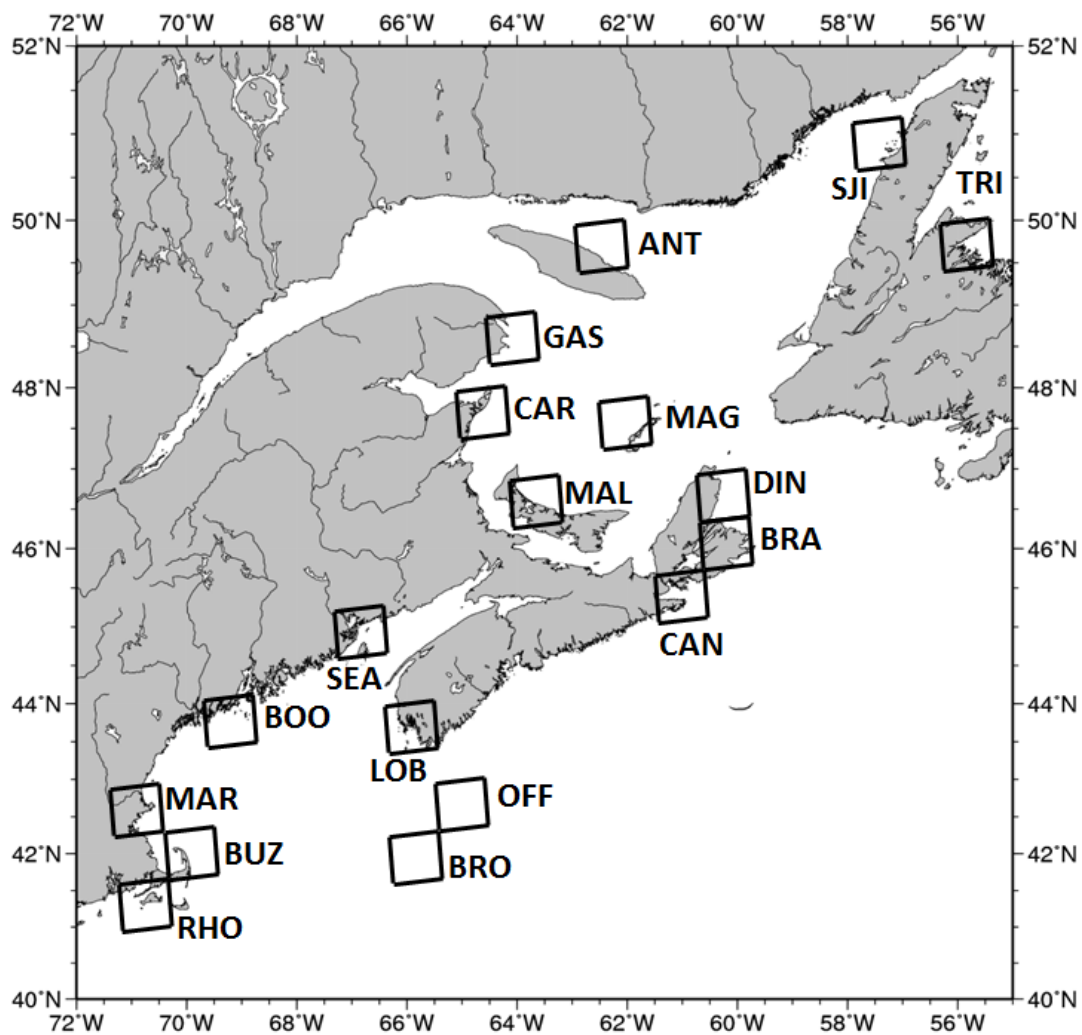 72°W 70°W 68°W 66°W 64°W 62°W 60°W 58°W 56°W
52°N 52°N
SJI TRI
50°N 50°N
ANT
GAS
48°N 48°N
CAR MAG
DIN
MAL
BRA
46°N 46°N
CAN
SEA
44°N 44°N
BOO
LOB
MAR OFF
BUZ BRO
42°N 42°N
RHO
40°N 40°N
72°W 70°W 68°W 66°W 64°W 62°W 60°W 58°W 56°W